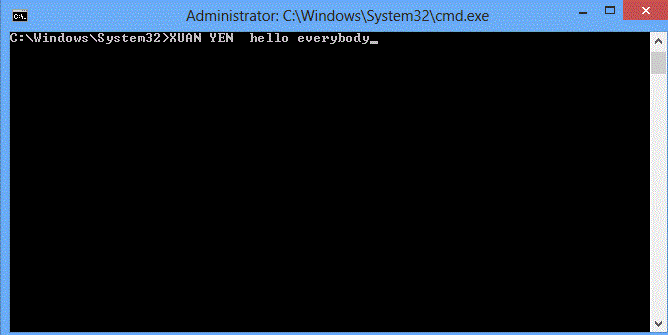 Administrator: C:\Windows\System32\cmd.exe
C:\Windows\System32>XUAN YEN  hello everybody_